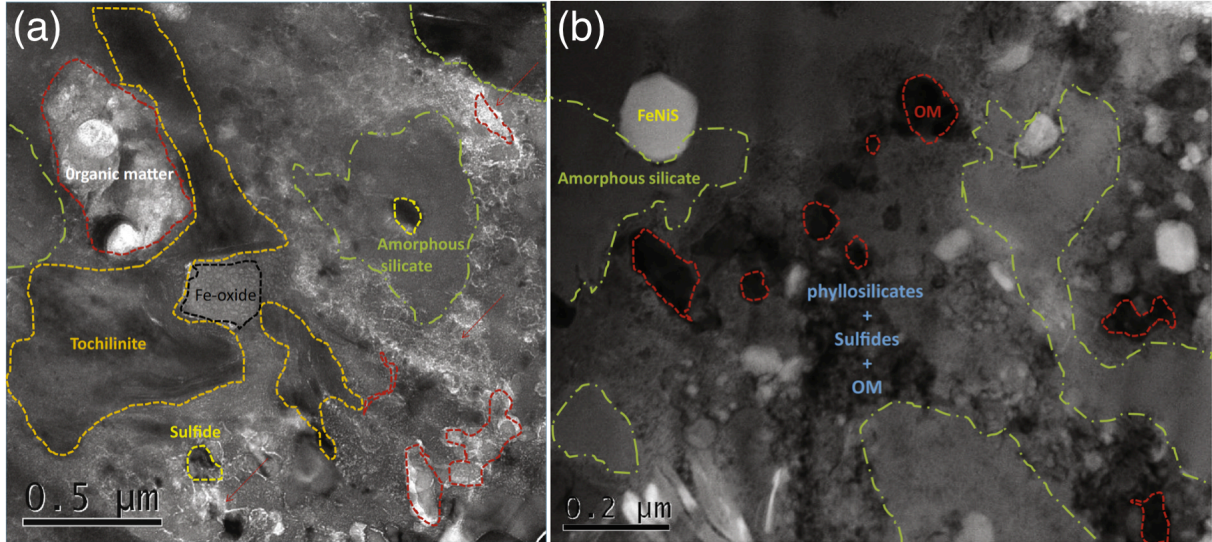 (a)
0rganic matter
Amorphous
silicate
Fe-oxide
Tochilinite
Sulfide
0.5 µm
(b)
FeNiS
OM
Amorphous silicate
phyllosilicates
+
Sulfides
+
OM
0.2 µm